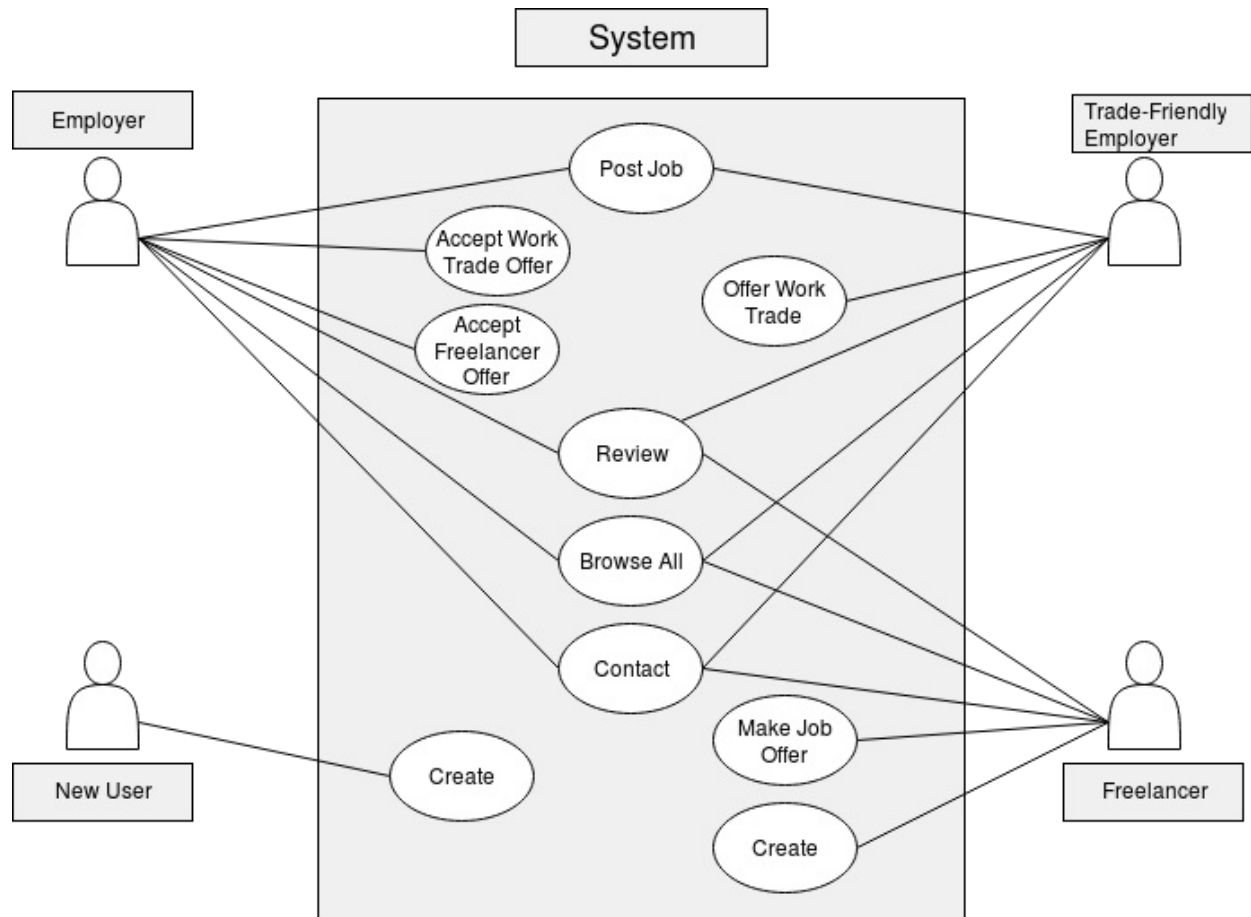 System
Employer
Trade-Friendly
Employer
Post Job
Accept Work
Trade Offer
Offer Work
Trade
Accept
Freelancer
Offer
Review
Browse All
Contact
Make Job
Offer
New User
Create
Freelancer
Create